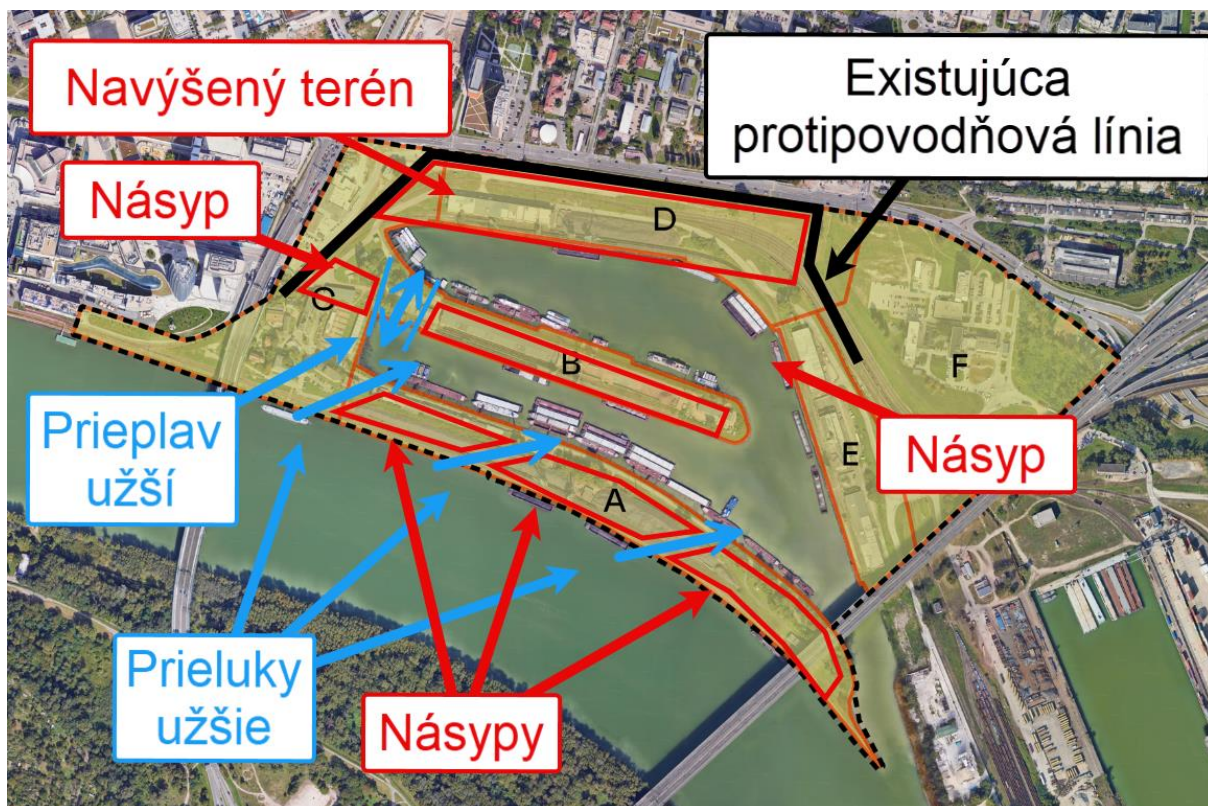 Navýšený terén
Existujúca
protipovodňová línia
Násyp
D
C
B
F
Prieplav
užší
E
Násyp
A
Prieluky
užšie
Násypy